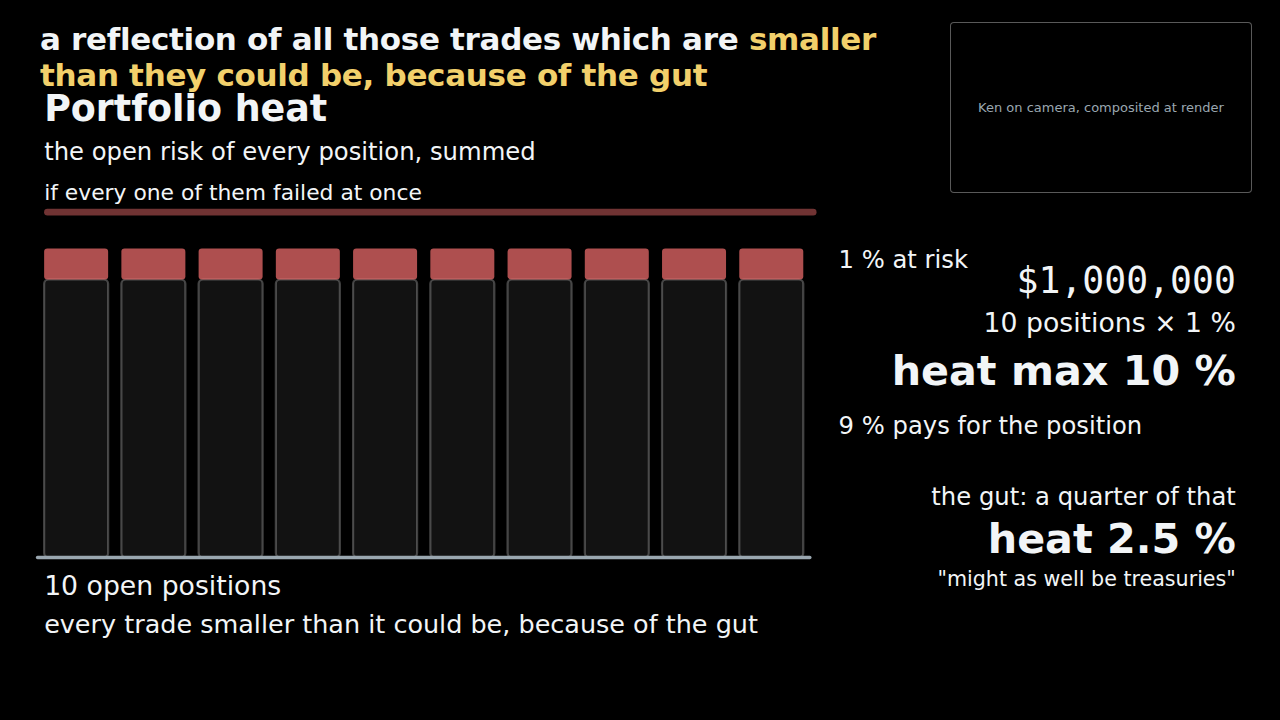 a reflection of all those trades which are smaller
than they could be, because of the gut
Portfolio heat
the open risk of every position, summed
if every one of them failed at once
Ken on camera, composited at render
1 % at risk
$1,000,000
10 positions × 1 %
heat max 10 %
9 % pays for the position
the gut: a quarter of that
heat 2.5 %
"might as well be treasuries"
10 open positions
every trade smaller than it could be, because of the gut